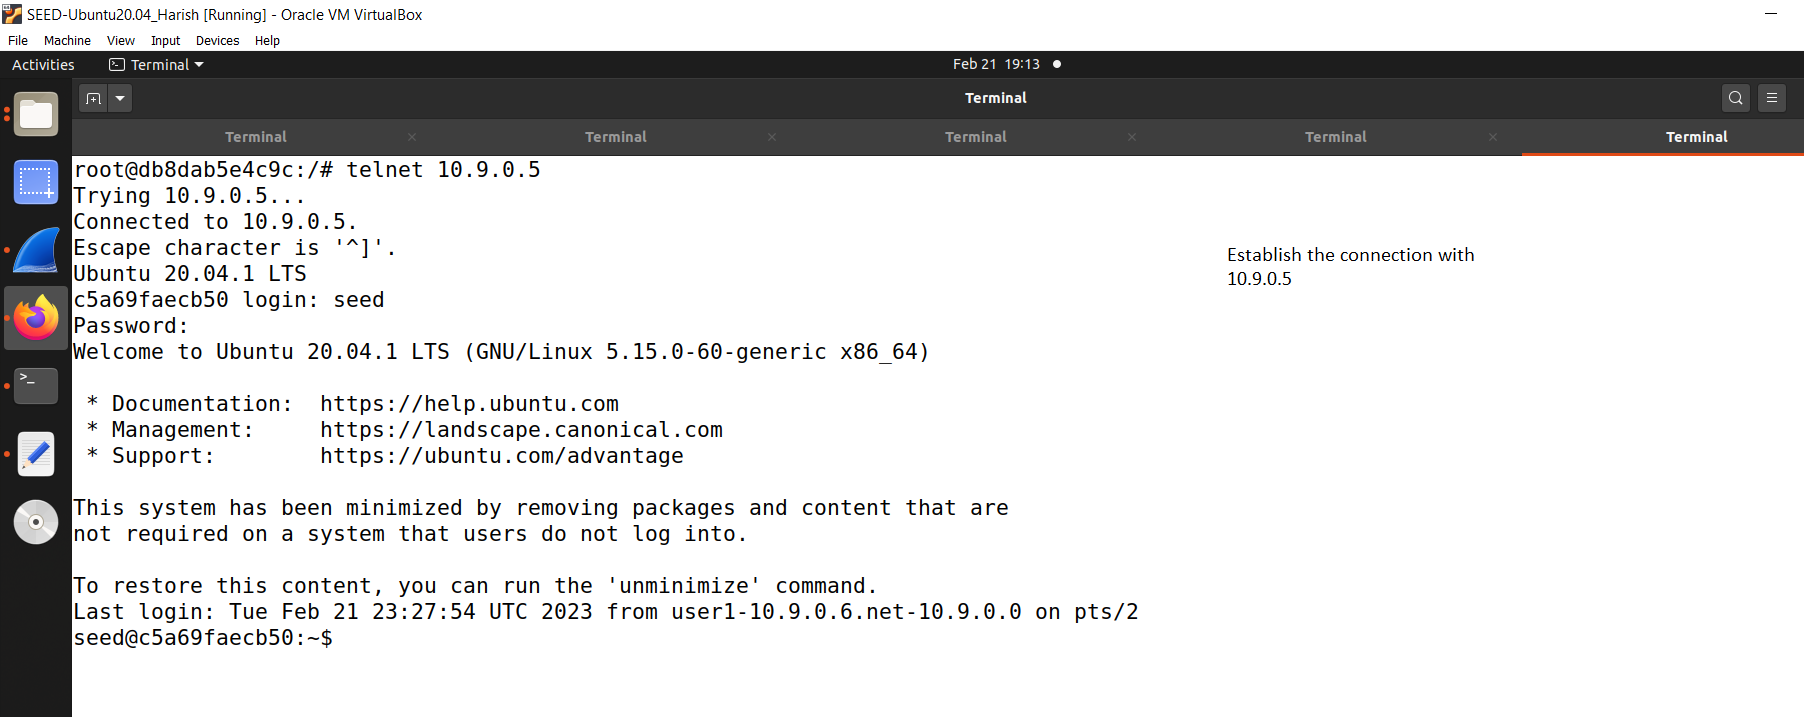 SEED-Ubuntu20.04_Harish [Running] - Oracle VM VirtualBox
File Machine View Input Devices Help
Activities Terminal Feb 21 19:13
Terminal
Terminal Terminal Terminal Terminal Terminal
root@db8dab5e4c9c:/# telnet 10.9.0.5
Trying 10.9.0.5...
Connected to 10.9.0.5.
Escape character is '^]'.
Ubuntu 20.04.1 LTS
c5a69faecb50 login: seed
Password:
Welcome to Ubuntu 20.04.1 LTS (GNU/Linux 5.15.0-60-generic x86_64)
* Documentation: https://help.ubuntu.com
* Management: https://landscape.canonical.com
* Support: https://ubuntu.com/advantage
This system has been minimized by removing packages and content that are
not required on a system that users do not log into.
To restore this content, you can run the 'unminimize' command.
Last login: Tue Feb 21 23:27:54 UTC 2023 from user1-10.9.0.6.net-10.9.0.0 on pts/2
seed@c5a69faecb50:~$
Establish the connection with
10.9.0.5